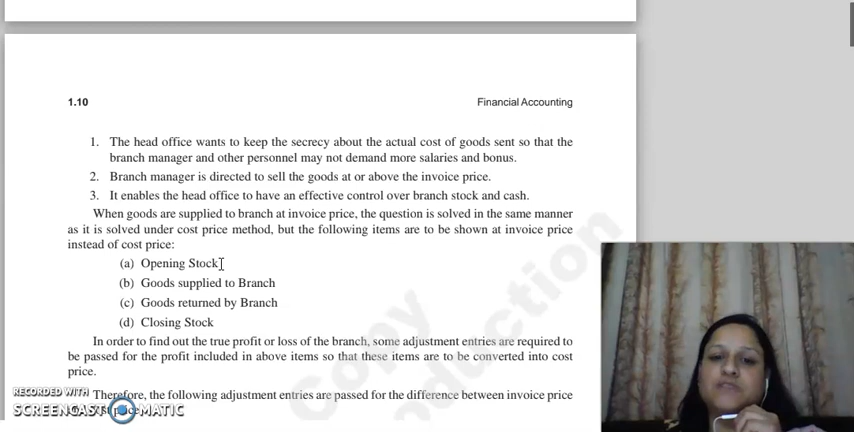 1.10
Financial Accounting
1. The head office wants to keep the secrecy about the actual cost of goods sent so that the
branch manager and other personnel may not demand more salaries and bonus.
2. Branch manager is directed to sell the goods at or above the invoice price.
3. It enables the head office to have an effective control over branch stock and cash.
When goods are supplied to branch at invoice price, the question is solved in the same manner
as it is solved under cost price method, but the following items are to be shown at invoice price
instead of cost price:
(a) Opening Stock
(b) Goods supplied to Branch
(c) Goods returned by Branch
(d) Closing Stock
In order to find out the true profit or loss of the branch, some adjustment entries are required to
be passed for the profit included in above items so that these items are to be converted into cost
price.
Therefore, the following adjustment entries are passed for the difference between invoice price
RECORDED WITH
SCREENCAST MATIC
Copy